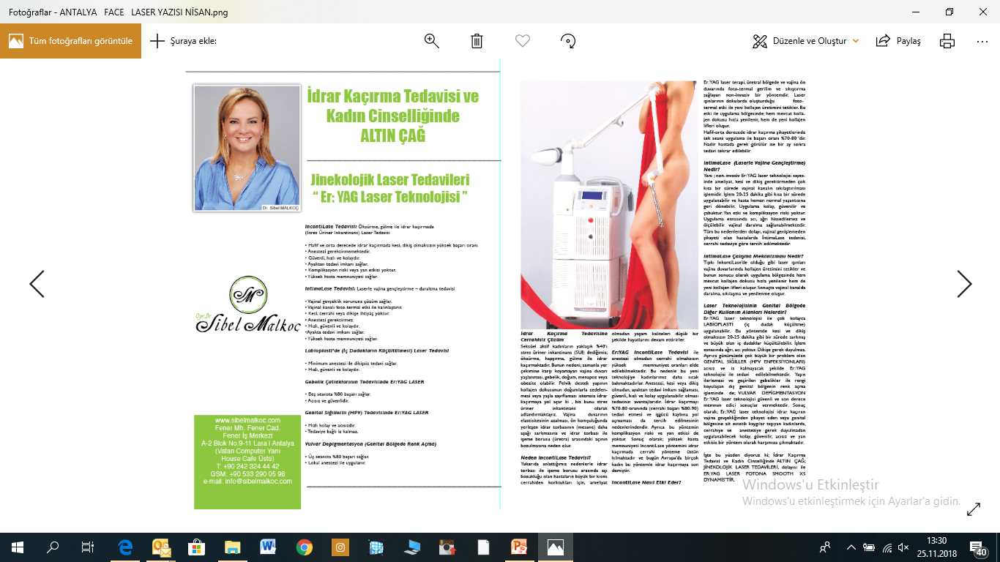 Fotoğraflar - ANTALYA FACE LASER YAZISI NİSAN.png
Tüm fotoğrafları görüntüle
Şuraya ekle:
Düzenle ve Oluştur
Paylaş
Dr. Sibel MALKOÇ
İdrar Kaçırma Tedavisi ve
Kadın Cinselliğinde
ALTIN ÇAĞ
Jinekolojik Laser Tedavileri
“ Er: YAG Laser Teknolojisi ”
IncontiLase Tedavisi: Öksürme, gülme ile idrar kaçırmada
(Stres Üriner Inkantinans) Laser Tedavisi
• Hafif ve orta derecede idrar kaçırmada kesi, dikiş olmaksızın yüksek başarı oranı.
• Anestezi gerektirmemektedir.
• Güvenli, hızlı ve kolaydır.
• Ayaktan tedavi imkanı sağlar.
• Komplikasyon riski veya yan etkisi yoktur.
• Yüksek hasta memnuniyeti sağlar.
IntimaLase Tedavisi: Laserle vajina gençleştirme – daraltma tedavisi
• Vajinal gevşeklik sorununa çözüm sağlar.
• Vajinal kanalı foto-termal etki ile kalınlaştırır.
• Kesi, cerrahi veya dikişe ihtiyaç yoktur.
• Anestezi gerektirmez.
• Hızlı, güvenli ve kolaydır.
•Ayakta tedavi imkanı sağlar.
• Yüksek hasta memnuniyeti sağlar.
Labioplasti'de (İç Dudakların Küçültülmesi) Laser Tedavisi
• Minimum anestezi ile dikişsiz tedavi sağlar.
• Hızlı, güvenli ve kolaydır.
Gebelik Çatlaklarının Tedavisinde Er:YAG LASER
• Beş searota %80 başarı sağlar.
• Acısız ve güvenlidir.
Genital Siğillerin (HPV) Tedavisinde Er:YAG LASER
• Hızlı kolay ve acısızdır.
• Tedaviye bağlı iz kalmaz.
Vulvar Depigmantasyon (Genital Bölgede Renk Açma)
• Üç seansta %80 başarı sağlar.
• Lokal anestezi ile uygulanır.
SM
Opr.Dr.
Sibel Malkoç
www.sibelmalkoc.com
Fener Mh. Fener Cad.
Fener İş Merkezi
A-2 Blok No:9-11 Lara I Antalya
(Vatan Computer Yanı
House Cafe Üstü)
T: +90 242 324 44 42
GSM: +90 533 290 05 98
e-mail: info@sibelmalkoc.com
İdrar Kaçırma Tedavisine
Cerrahisiz Çözüm
Seksüel aktif kadınların yaklaşık %40'ı
stres üriner inkantinans (SUI) dediğimiz;
öksürme, hapşırma, gülme ile idrar
kaçırmaktadır. Bunun nedeni; zamanla yer
çekimine karşı koyamayan vajina duvarı
yaşlanması, gebelik, doğum, menapoz veya
obezite olabilir. Pelvik destek yapının
kollajen dokusunun doğumlarla zedelen-
mesi veya yaşla zayıflaması istemsiz idrar
kaçırmaya yol açar ki , biz bunu stres
üriner inkantinans olarak
adlandırmaktayız. Vajina duvarının
elastisitesinin azalması, ön komşuluğunda
yerleşen idrar torbasının (mesane) daha
aşağı sarkmasına ve idrar torbası ile
işeme borusu (üretra) arasındaki açının
bozulmasına neden olur.
Neden IncontiLase Tedavisi?
Yukarıda anlattığımız nedenlerle idrar
torbası ile işeme borusu arasında açı
bozukluğu olan hastaların büyük bir kısmı
cerrahiden korktukları için, ameliyat
olmadan yaşam kaliteleri düşük bir
şekilde hayatlarını devam ettirirler.
Er:YAG IncontiLase Tedavisi ile
anestezi olmadan cerrahi olmaksızın
yüksek memnuniyet oranları elde
edilebilmektedir. Bu nedenle bu yeni
teknolojiye kadınlarımız daha sıcak
bakmaktadırlar. Anestezi, kesi veya dikiş
olmadan, ayaktan tedavi imkanı sağlaması,
güvenli, hızlı ve kolay uygulanabilir olması
tedavinin avantajlarıdır. İdrar kaçırmayı
%70-80 oranında (cerrahi başarı %80-90)
tedavi etmesi ve işgücü kaybına yol
açmaması da tercih edilmesinin
nedenlerindendir. Ayrıca bu yöntemin
komplikasyon riski ve yan etkisi de
yoktur. Sonuç olarak; yüksek hasta
memnuniyeti IncontiLase yöntemini idrar
kaçırmada cerrahi yönteme üstün
kılmaktadır ve bugün Avrupa'da birçok
kadın bu yöntemle idrar kaçırmaya son
demiştir.
IncontiLase Nasıl Etki Eder?
Er:YAG laser terapi, üretral bölgede ve vajina ön
duvarında foto-termal gerilim ve sıkıştırma
sağlayan non-invaziv bir yöntemdir. Laser
ışınlarının dokularda oluşturduğu foto-
termal etki ile yeni kollajen üretimini tetikler. Bu
etki ile uygulama bölgesinde; hem mevcut kolla-
jen dokusu hızla yenilenir, hem de yeni kollajen
lifleri oluşur.
Hafif-orta derecede idrar kaçırma şikayetlerinde
tek seans uygulama ile başarı oranı %70-80 'dir.
Nadir hastada gerek görülür ise bir ay sonra
tedavi tekrar edilebilir.
IntimaLase (Laserle Vajina Gençleştirme)
Nedir?
Yeni ; non-invaziv Er:YAG laser teknolojisi sayes-
inde ameliyat, kesi ve dikiş gerektirmeden çok
kısa bir sürede vajinal kanalın sıkılaştırılması
işlemidir. İşlem 20-25 dakika gibi kısa bir sürede
uygulanabilir ve hasta hemen normal yaşantısına
geri dönebilir. Uygulama kolay, güvenilir ve
çabuktur. Yan etki ve komplikasyon riski yoktur.
Uygulama esnasında acı, ağrı hissedilemez ve
ölçülebilir vajinal daralma sağlanabilmektedir.
Tüm bu nedenlerden dolayı, vajinal genişlemeden
şikayeti olan hastalarda İntimaLase tedavisi,
cerrahi tedaviye göre tercih edilmektedir.
IntimaLase Çalışma Mekanizması Nedir?
Tıpkı InkontiLase'de olduğu gibi laser ışınları
vajina duvarlarında kollajen üretimini tetikler ve
bunun sonucu olarak uygulama bölgesinde hem
mevcut kollajen dokusu hızla yenilenir hem de
yeni kollajen lifleri oluşur. Sonuçta vajinal kanalda
daralma, sıkılaşma ve yenilenme oluşur.
Laser Teknolojisinin Genital Bölgede
Diğer Kullanım Alanları Nelerdir?
Er:YAG laser teknolojisi ile çok kolayca
LABİOPLASTİ (iç dudak küçültme)
uygulanabilir. Bu yöntemde kesi ve dikiş
olmaksızın 20-25 dakika gibi bir sürede sarkmış
ve büyük olan iç dudaklar küçültülebilir. İşlem
esnasında ağrı, acı yoktur. Dikişe gerek duyulmaz.
Ayrıca günümüzde çok büyük bir problem olan
GENİTAL SİĞİLLER (HPV ENFEKSİYONLARI)
acısız ve iz kalmayacak şekilde Er:YAG
teknolojisi ile tedavi edilebilmektedir. Yaşın
ilerlemesi ve geçirilen gebelikler ile rengi
koyulaşan dış genital bölgenin renk açma
işleminde de; VULVAR DEPİGMENTASYON
Er:YAG laser teknolojisi güvenli ve son derece
memnun edici sonuçlar vermektedir. Sonuç
olarak; Er:YAG laser teknolojisi idrar kaçıran
vajina gevşekliğinden şikayet eden veya genital
bölgesine ait estetik kaygılar taşıyan kadınlarda,
cerrahiye ve anesteziye gerek duyulmadan
uygulanabilecek kolay, güvenilir, acısız ve yan
etkisiz bir yöntem olarak karşımıza çıkmaktadır.
İşte bu yüzden diyoruz ki; İdrar Kaçırma
Tedavisi ve Kadın Cinselliğinde ALTIN ÇAĞ;
JİNEKOLOJİK LASER TEDAVİLERİ, dolayısı ile
ER:YAG LASER FOTONA SMOOTH XS
DYNAMIS'TİR.
Windows'u Etkinleştir
Windows'u etkinleştirmek için Ayarlar'a gidin.
13:30
25.11.2018
40